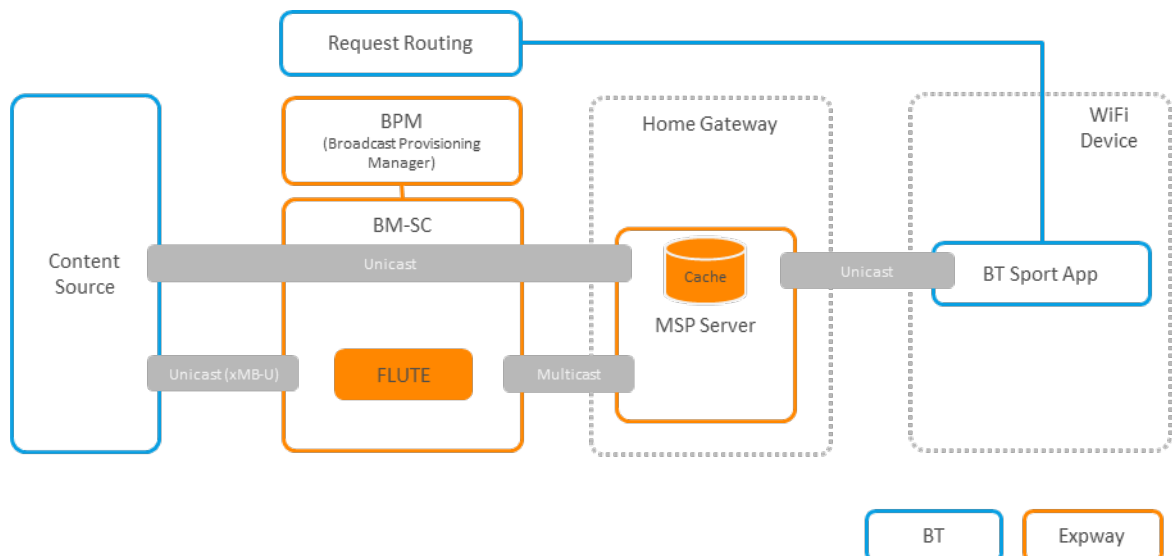 Request Routing
BPM
(Broadcast Provisioning
Manager)
Home Gateway
WiFi
Device
BM-SC
Content
Source
Unicast
Cache
Unicast
BT Sport App
MSP Server
Unicast (xMB-U)
FLUTE
Multicast
BT
Expway